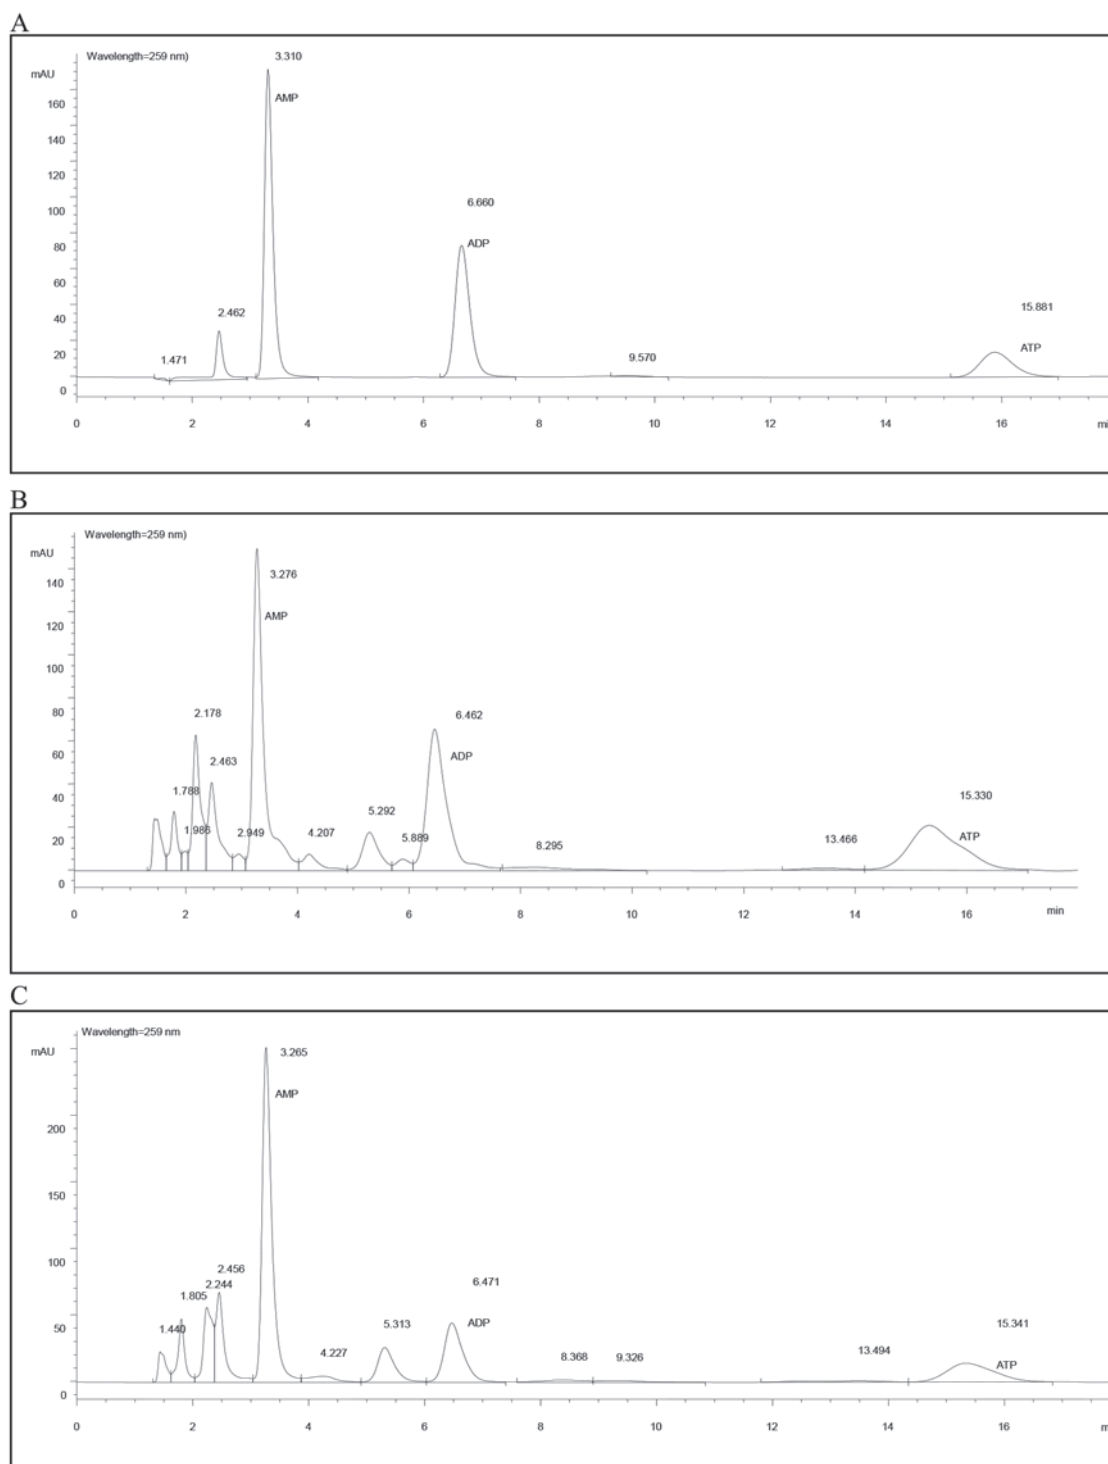 A
Wavelength=259 nm)
3.310
mAU
AMP
160
140
120
100
6.660
ADP
80
60
40
2.462
15.881
20
1.471
9.570
ATP
0
0 2 4 6 8 10 12 14 16 min
B
Wavelength=259 nm)
mAU
3.276
140
AMP
120
100
80
2.178
6.462
60
2.463
ADP
40
1.788
15.330
20
1.986
2.949
4.207
5.292
5.889
8.295
13.466
ATP
0
0 2 4 6 8 10 12 14 16 min
C
Wavelength=259 nm
mAU
3.265
AMP
200
150
100
2.456
6.471
2.244
1.805
50
1.440
5.313
ADP
15.341
4.227
8.368
9.326
13.494
ATP
0
0 2 4 6 8 10 12 14 16 m